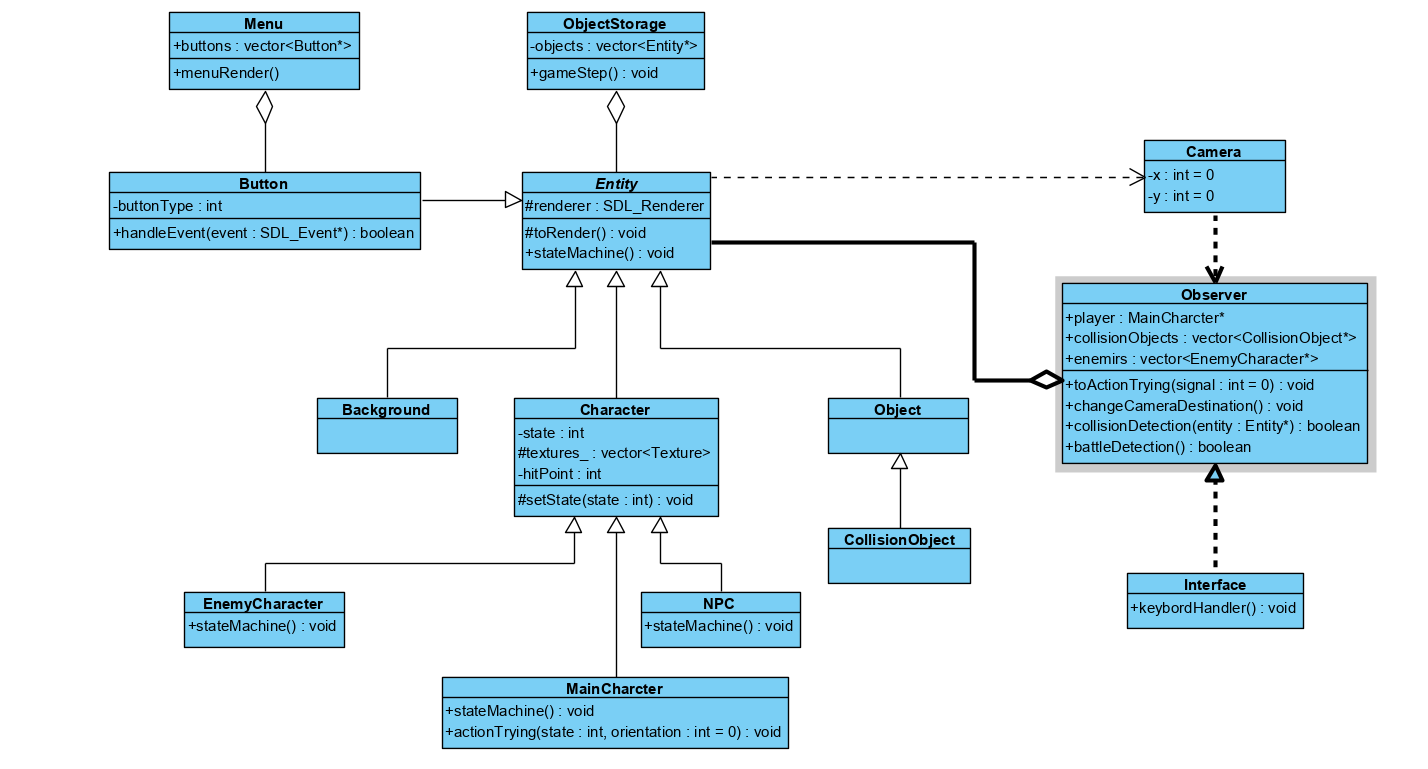 Menu
+buttons : vector<Button*>
+menuRender()
ObjectStorage
-objects : vector<Entity*>
+gameStep() : void
Camera
-x : int = 0
-y : int = 0
Button
-buttonType : int
+handleEvent(event : SDL_Event*) : boolean
Entity
#renderer : SDL_Renderer
#toRender() : void
+stateMachine() : void
Observer
+player : MainCharcter*
+collisionObjects : vector<CollisionObject*>
+enemirs : vector<EnemyCharacter*>
+toActionTrying(signal : int = 0) : void
+changeCameraDestination() : void
+collisionDetection(entity : Entity*) : boolean
+battleDetection() : boolean
Background
Character
-state : int
#textures_ : vector<Texture>
-hitPoint : int
#setState(state : int) : void
Object
CollisionObject
Interface
+keybordHandler() : void
EnemyCharacter
+stateMachine() : void
NPC
+stateMachine() : void
MainCharcter
+stateMachine() : void
+actionTrying(state : int, orientation : int = 0) : void